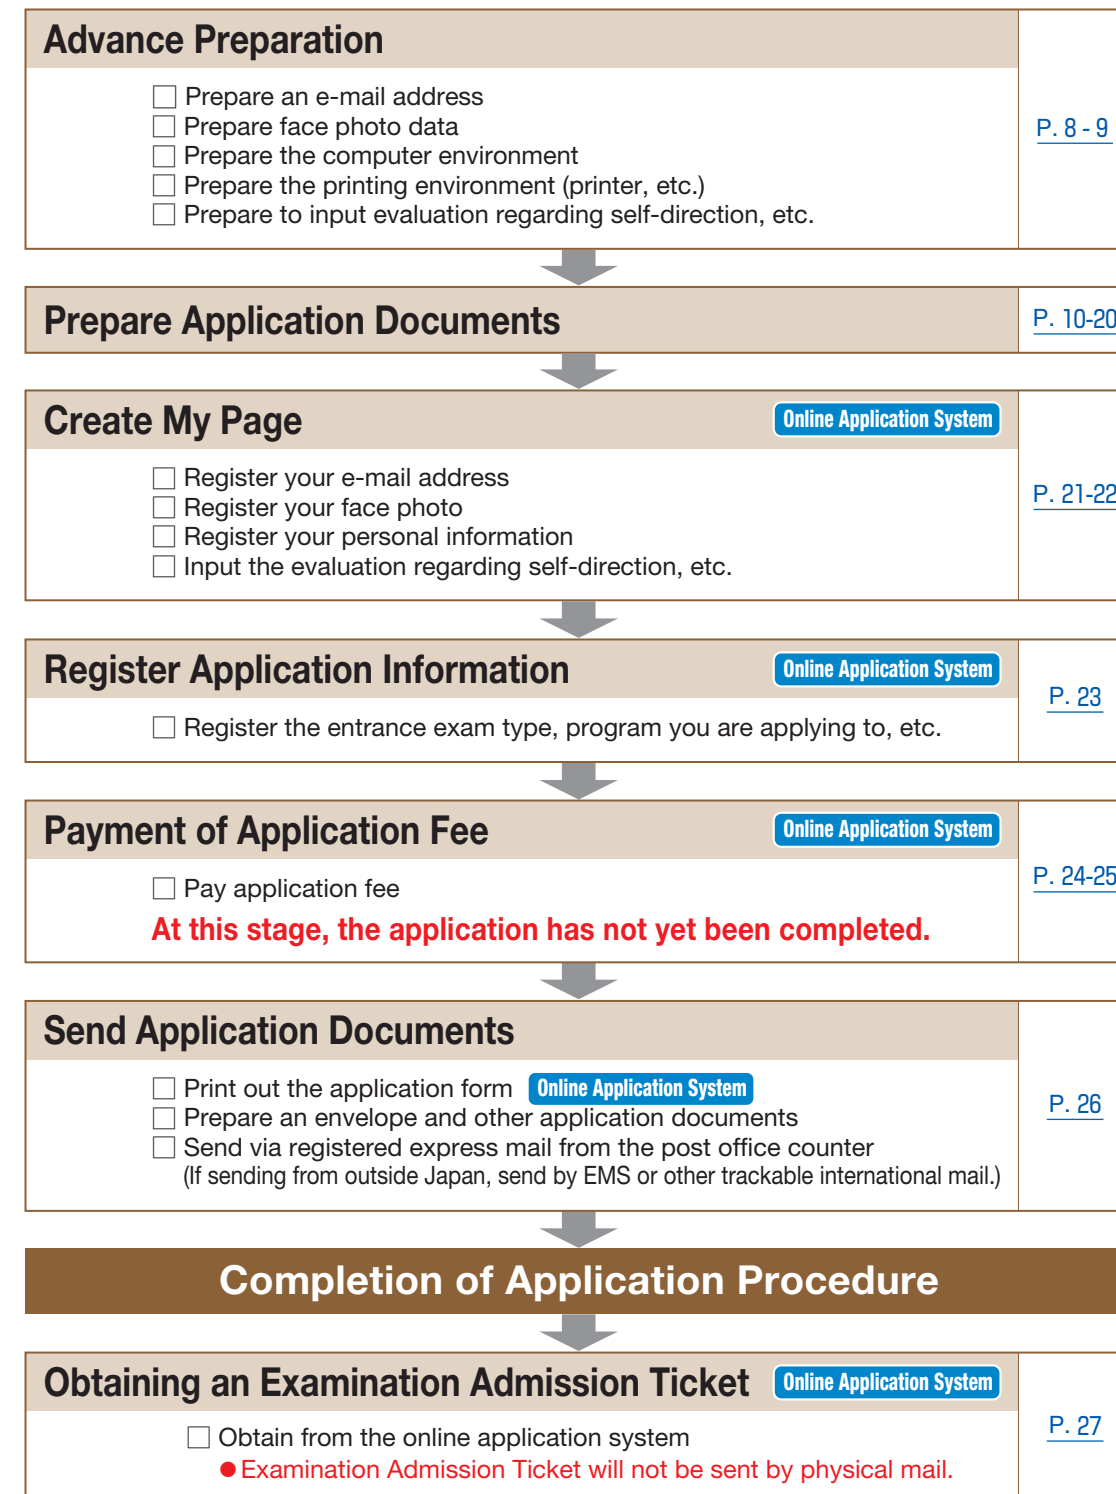 Advance Preparation
□ Prepare an e-mail address
□ Prepare face photo data
□ Prepare the computer environment
□ Prepare the printing environment (printer, etc.)
□ Prepare to input evaluation regarding self-direction, etc.
P. 8 - 9
Prepare Application Documents
P. 10-20
Create My Page Online Application System
□ Register your e-mail address
□ Register your face photo
□ Register your personal information
□ Input the evaluation regarding self-direction, etc.
P. 21-22
Register Application Information Online Application System
□ Register the entrance exam type, program you are applying to, etc.
P. 23
Payment of Application Fee Online Application System
□ Pay application fee
At this stage, the application has not yet been completed.
P. 24-25
Send Application Documents
□ Print out the application form Online Application System
□ Prepare an envelope and other application documents
□ Send via registered express mail from the post office counter
(If sending from outside Japan, send by EMS or other trackable international mail.)
P. 26
Completion of Application Procedure
Obtaining an Examination Admission Ticket Online Application System
□ Obtain from the online application system
● Examination Admission Ticket will not be sent by physical mail.
P. 27